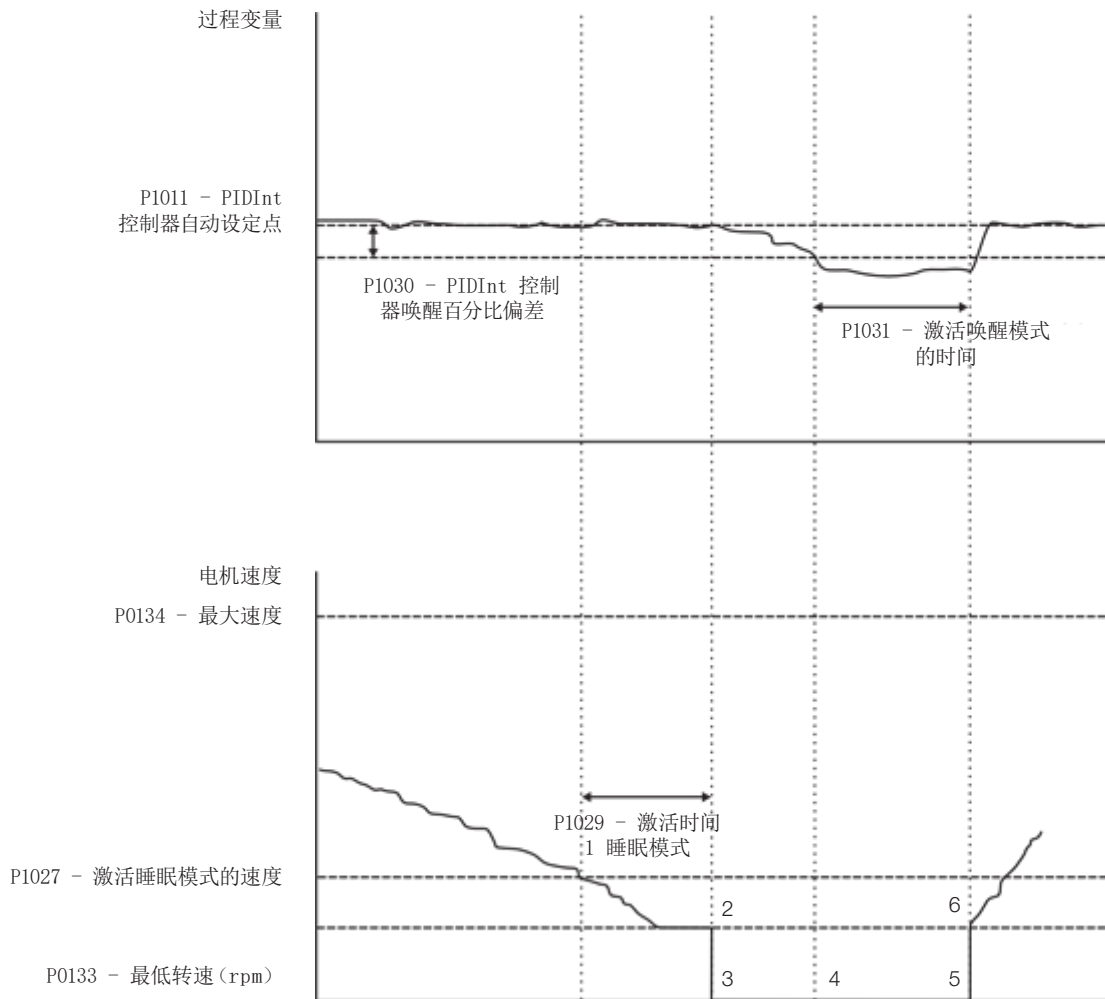 过程变量
P1011 - PIDInt
控制器自动设定点
P1030 - PIDInt 控制
器唤醒百分比偏差
P1031 - 激活唤醒模式
的时间
电机速度
P0134 - 最大速度
P1029 - 激活时间
1 睡眠模式
P1027 - 激活睡眠模式的速度
2
6
P0133 - 最低转速(rpm)
3
4
5